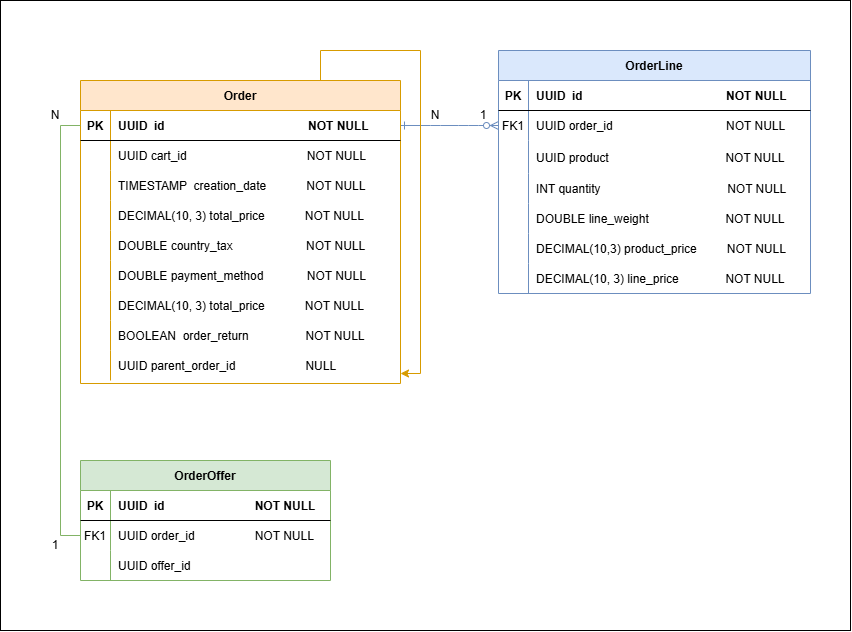 Order
N
PK UUID id NOT NULL
UUID cart_id NOT NULL
TIMESTAMP creation_date NOT NULL
DECIMAL(10, 3) total_price NOT NULL
DOUBLE country_tax NOT NULL
DOUBLE payment_method NOT NULL
DECIMAL(10, 3) total_price NOT NULL
BOOLEAN order_return NOT NULL
UUID parent_order_id NULL
N 1
OrderLine
PK UUID id NOT NULL
FK1 UUID order_id NOT NULL
UUID product NOT NULL
INT quantity NOT NULL
DOUBLE line_weight NOT NULL
DECIMAL(10,3) product_price NOT NULL
DECIMAL(10, 3) line_price NOT NULL
OrderOffer
PK UUID id NOT NULL
FK1 UUID order_id NOT NULL
1
UUID offer_id